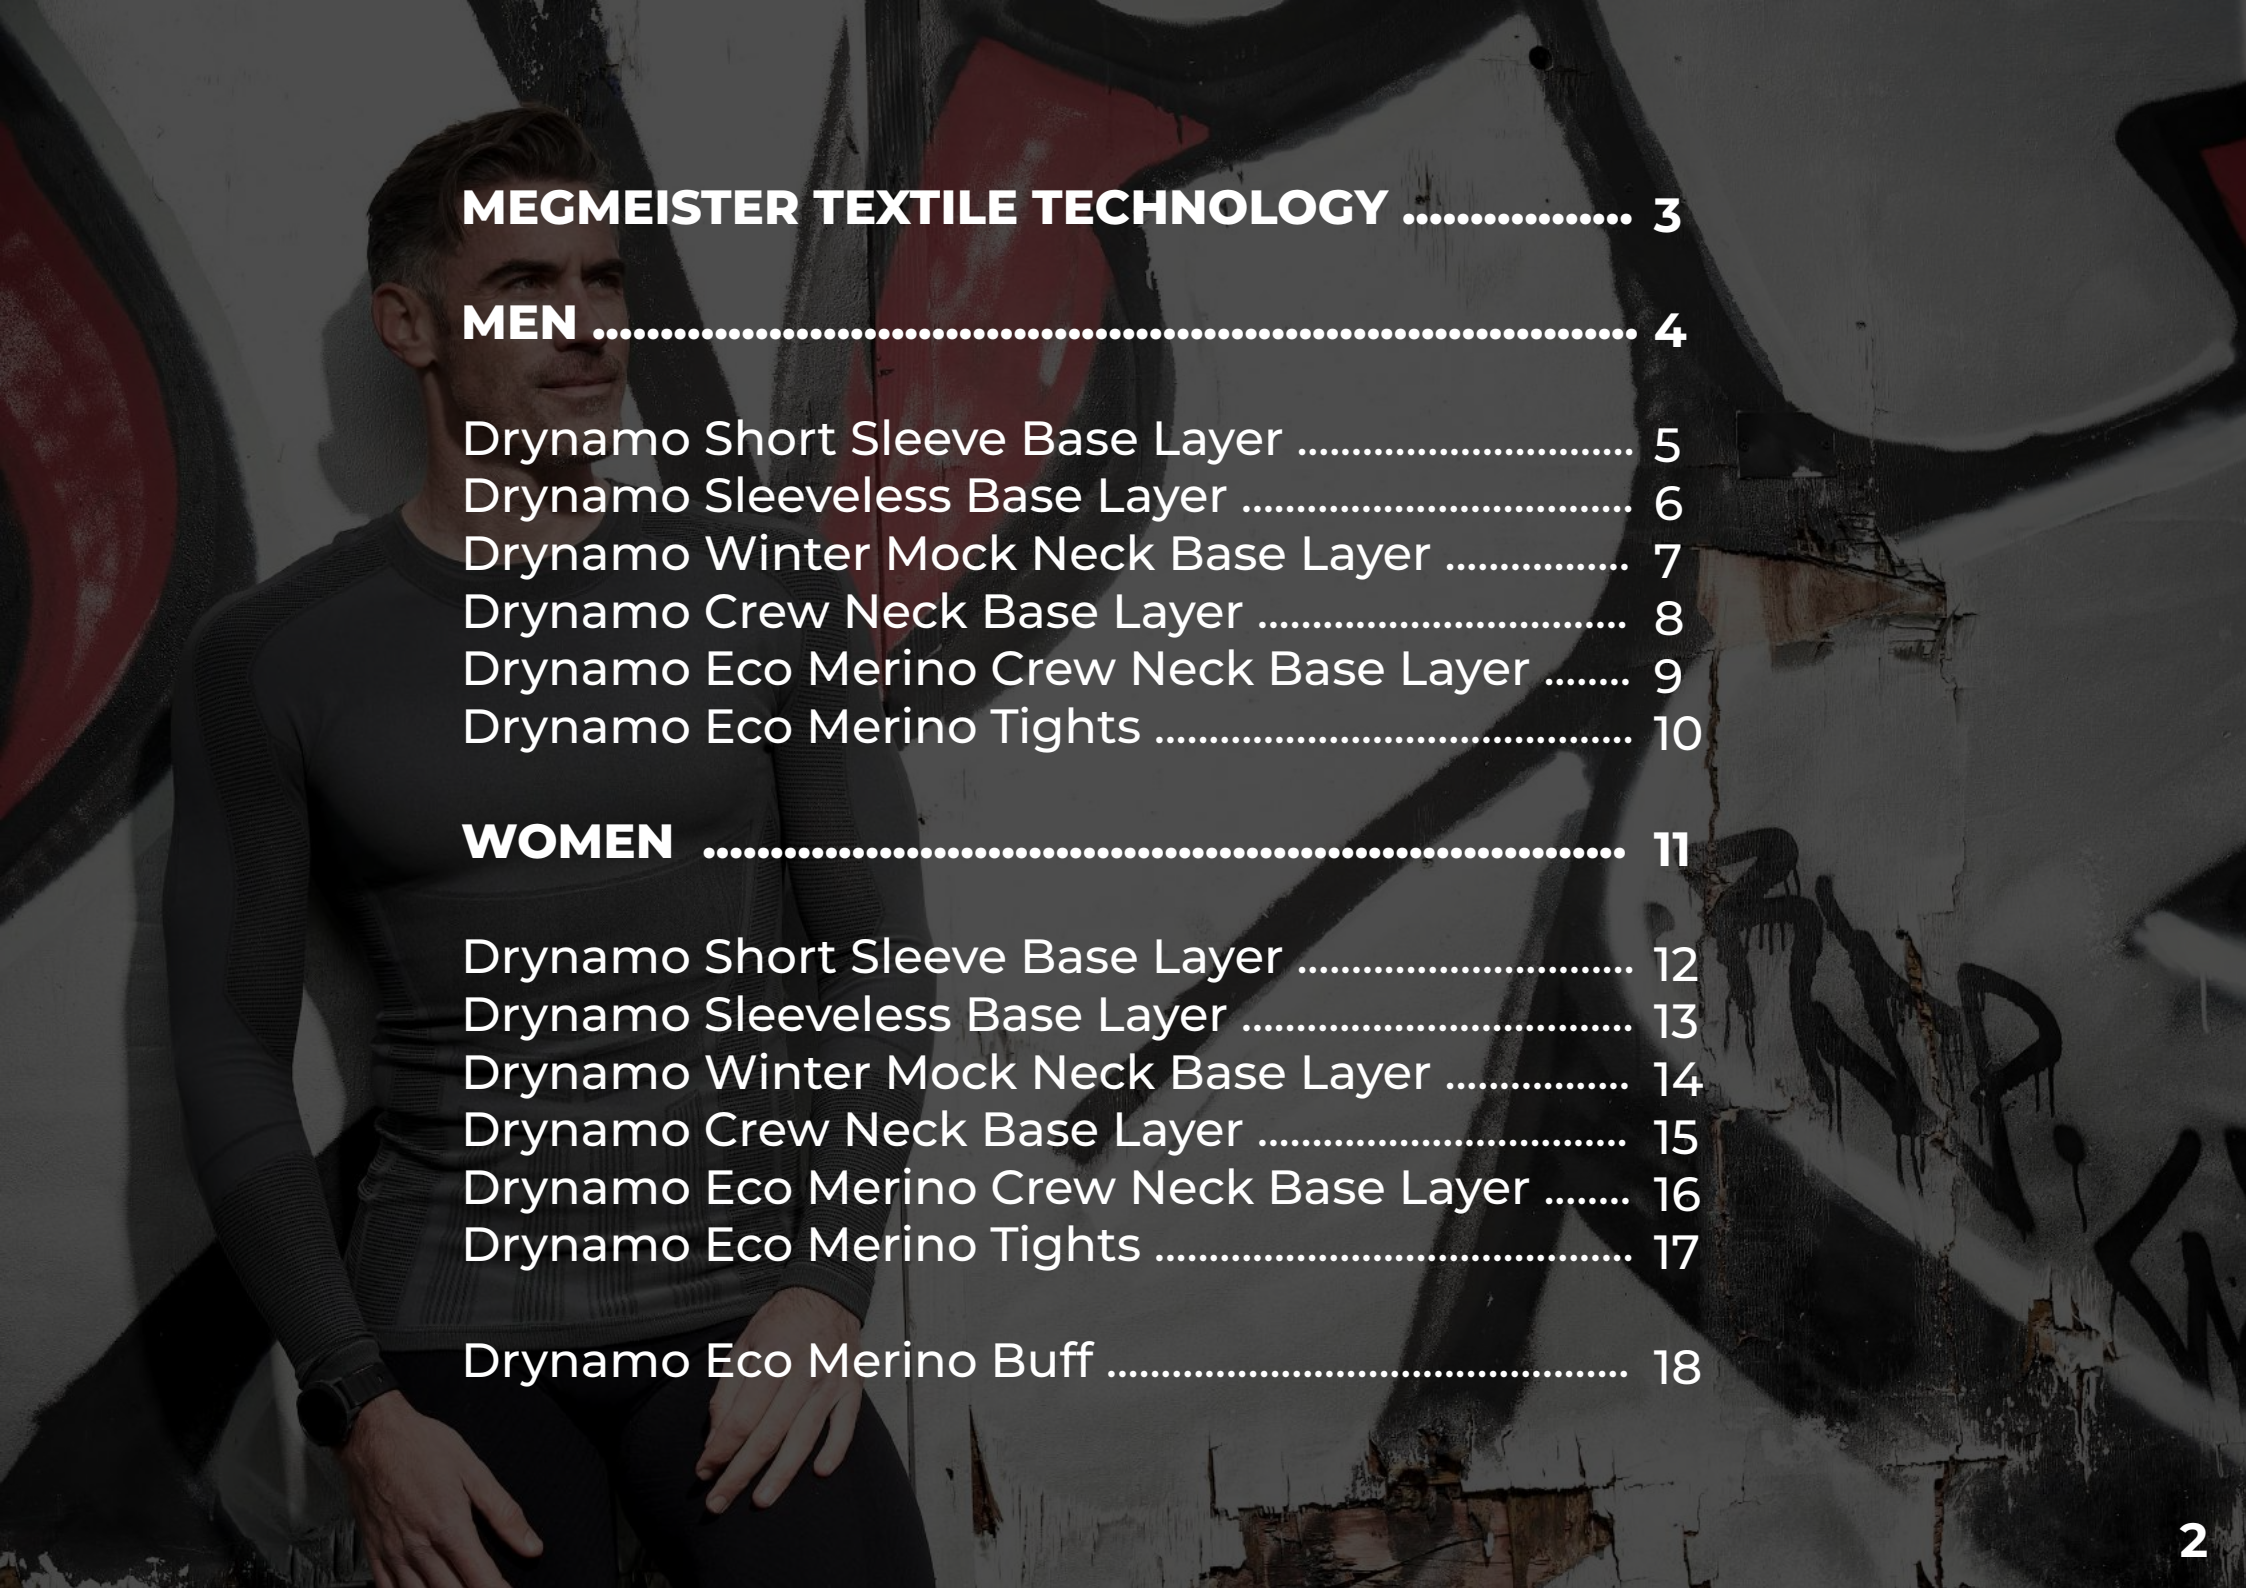 MEGMEISTER TEXTILE TECHNOLOGY ................. 3
MEN ............................................................................. 4
Drynamo Short Sleeve Base Layer ............................... 5
Drynamo Sleeveless Base Layer .................................... 6
Drynamo Winter Mock Neck Base Layer ................. 7
Drynamo Crew Neck Base Layer .................................. 8
Drynamo Eco Merino Crew Neck Base Layer ........ 9
Drynamo Eco Merino Tights ............................................ 10
WOMEN .................................................................... 11
Drynamo Short Sleeve Base Layer ............................... 12
Drynamo Sleeveless Base Layer .................................... 13
Drynamo Winter Mock Neck Base Layer ................. 14
Drynamo Crew Neck Base Layer .................................. 15
Drynamo Eco Merino Crew Neck Base Layer ........ 16
Drynamo Eco Merino Tights ............................................ 17
Drynamo Eco Merino Buff ................................................ 18
2